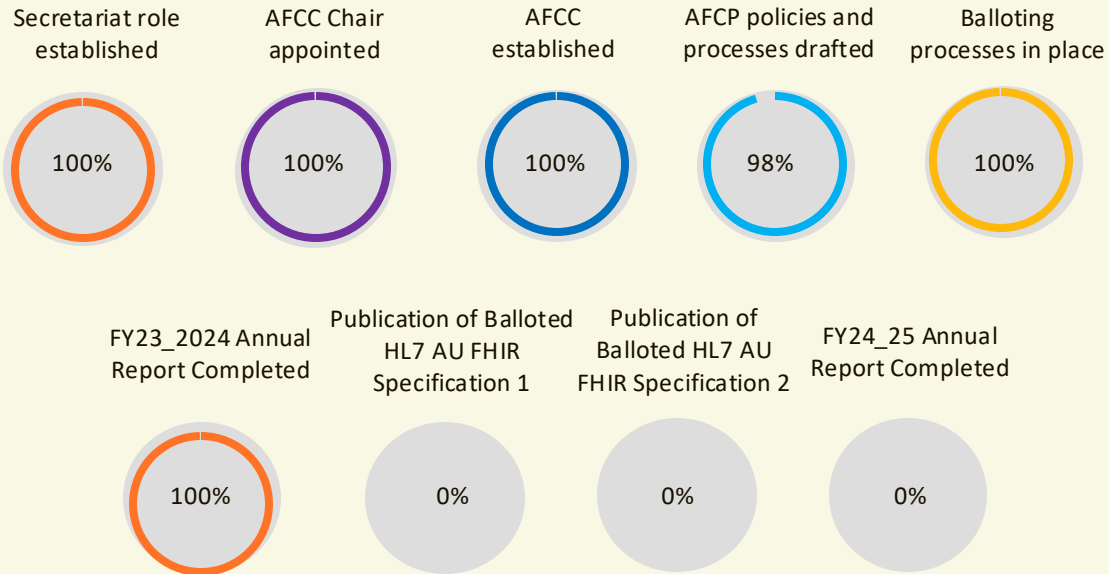 Secretariat role
established
AFCC Chair
appointed
AFCC
established
AFCP policies and
processes drafted
Balloting
processes in place
100%
100%
100%
98%
100%
FY23_2024 Annual
Report Completed
Publication of Balloted
HL7 AU FHIR
Specification 1
Publication of
Balloted HL7 AU
FHIR Specification 2
FY24_25 Annual
Report Completed
100%
0%
0%
0%